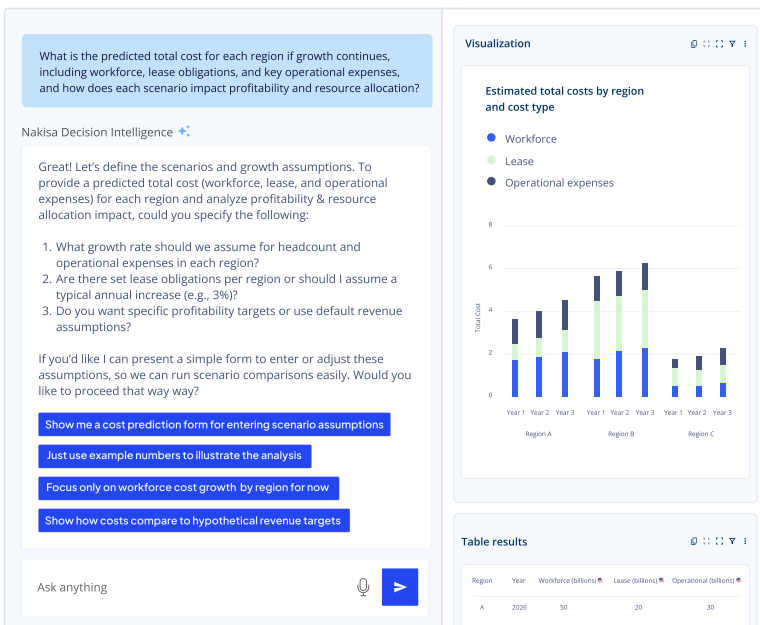 What is the predicted total cost for each region if growth continues,
including workforce, lease obligations, and key operational expenses,
and how does each scenario impact profitability and resource allocation?
Nakisa Decision Intelligence
Great! Let's define the scenarios and growth assumptions. To
provide a predicted total cost (workforce, lease, and operational
expenses) for each region and analyze profitability & resource
allocation impact, could you specify the following:
1. What growth rate should we assume for headcount and
operational expenses in each region?
2. Are there set lease obligations per region or should I assume a
typical annual increase (e.g., 3%)?
3. Do you want specific profitability targets or use default revenue
assumptions?
If you'd like I can present a simple form to enter or adjust these
assumptions, so we can run scenario comparisons easily. Would you
like to proceed that way way?
Show me a cost prediction form for entering scenario assumptions
Just use example numbers to illustrate the analysis
Focus only on workforce cost growth by region for now
Show how costs compare to hypothetical revenue targets
Ask anything
Visualization
Estimated total costs by region
and cost type
Workforce
Lease
Operational expenses
8
6
4
2
0
Total Cost
Year 1 Year 2 Year 3 Year 1 Year 2 Year 3 Year 1 Year 2 Year 3
Region A Region B Region C
Table results
Region Year Workforce (billions) Lease (billions) Operational (billions)
A 2026 50 20 30